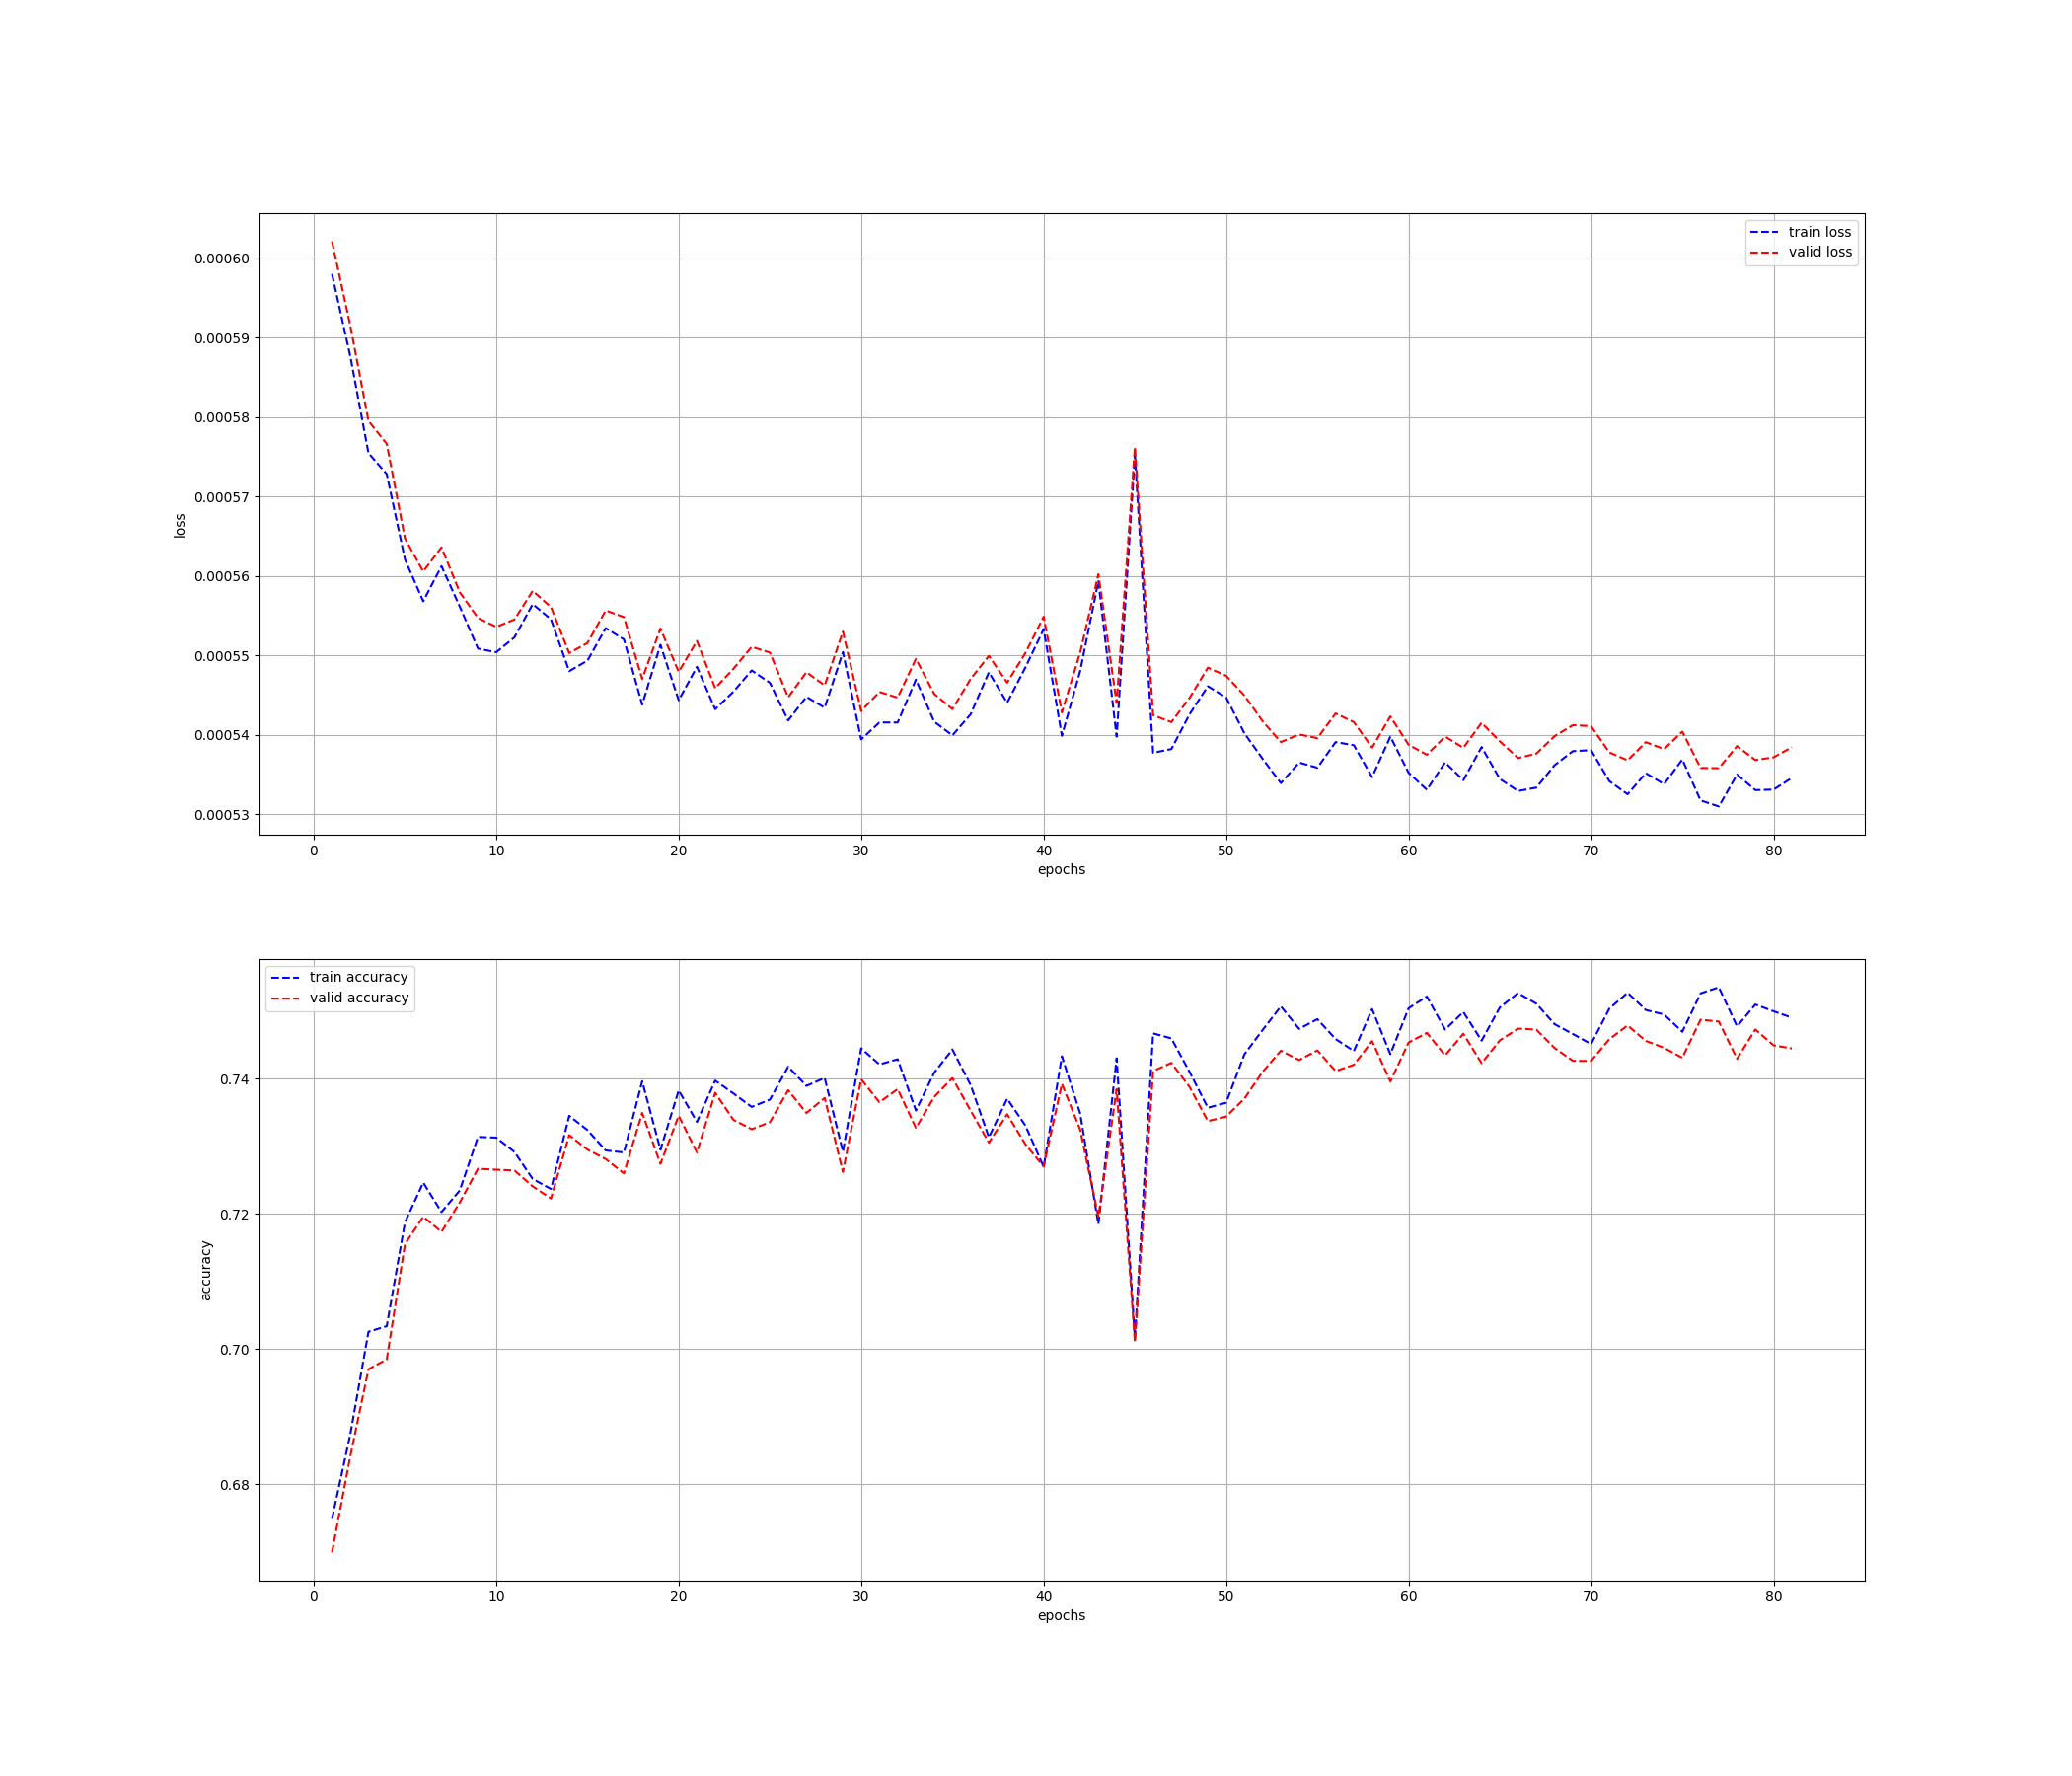 train loss
valid loss
0.00060
0.00059
0.00058
0.00057
0.00056
0.00055
0.00054
0.00053
loss
0 10 20 30 40 50 60 70 80
epochs
train accuracy
valid accuracy
0.74
0.72
0.70
0.68
accuracy
0 10 20 30 40 50 60 70 80
epochs